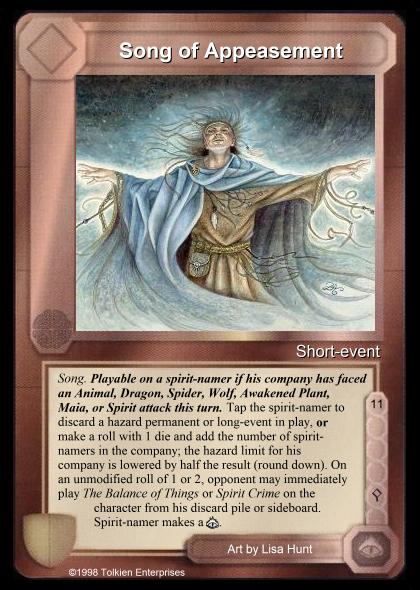 Song of Appeasement
Short-event
Song. Playable on a spirit-namer if his company has faced
an Animal, Dragon, Spider, Wolf, Awakened Plant,
Maia, or Spirit attack this turn. Tap the spirit-namer to
discard a hazard permanent or long-event in play, or
make a roll with 1 die and add the number of spirit-
namers in the company; the hazard limit for his
company is lowered by half the result (round down). On
an unmodified roll of 1 or 2, opponent may immediately
play The Balance of Things or Spirit Crime on the
character from his discard pile or sideboard.
Spirit-namer makes a .
11
Art by Lisa Hunt
©1998 Tolkien Enterprises